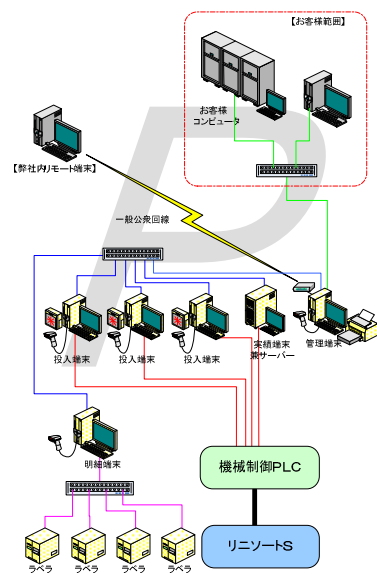 【お客様範囲】
お客様
コンピュータ
【弊社内リモート端末】
一般公衆回線
投入端末
投入端末
投入端末
実績端末
兼サーバー
管理端末
明細端末
機械制御PLC
リニソートS
ラベラ
ラベラ
ラベラ
ラベラ
P